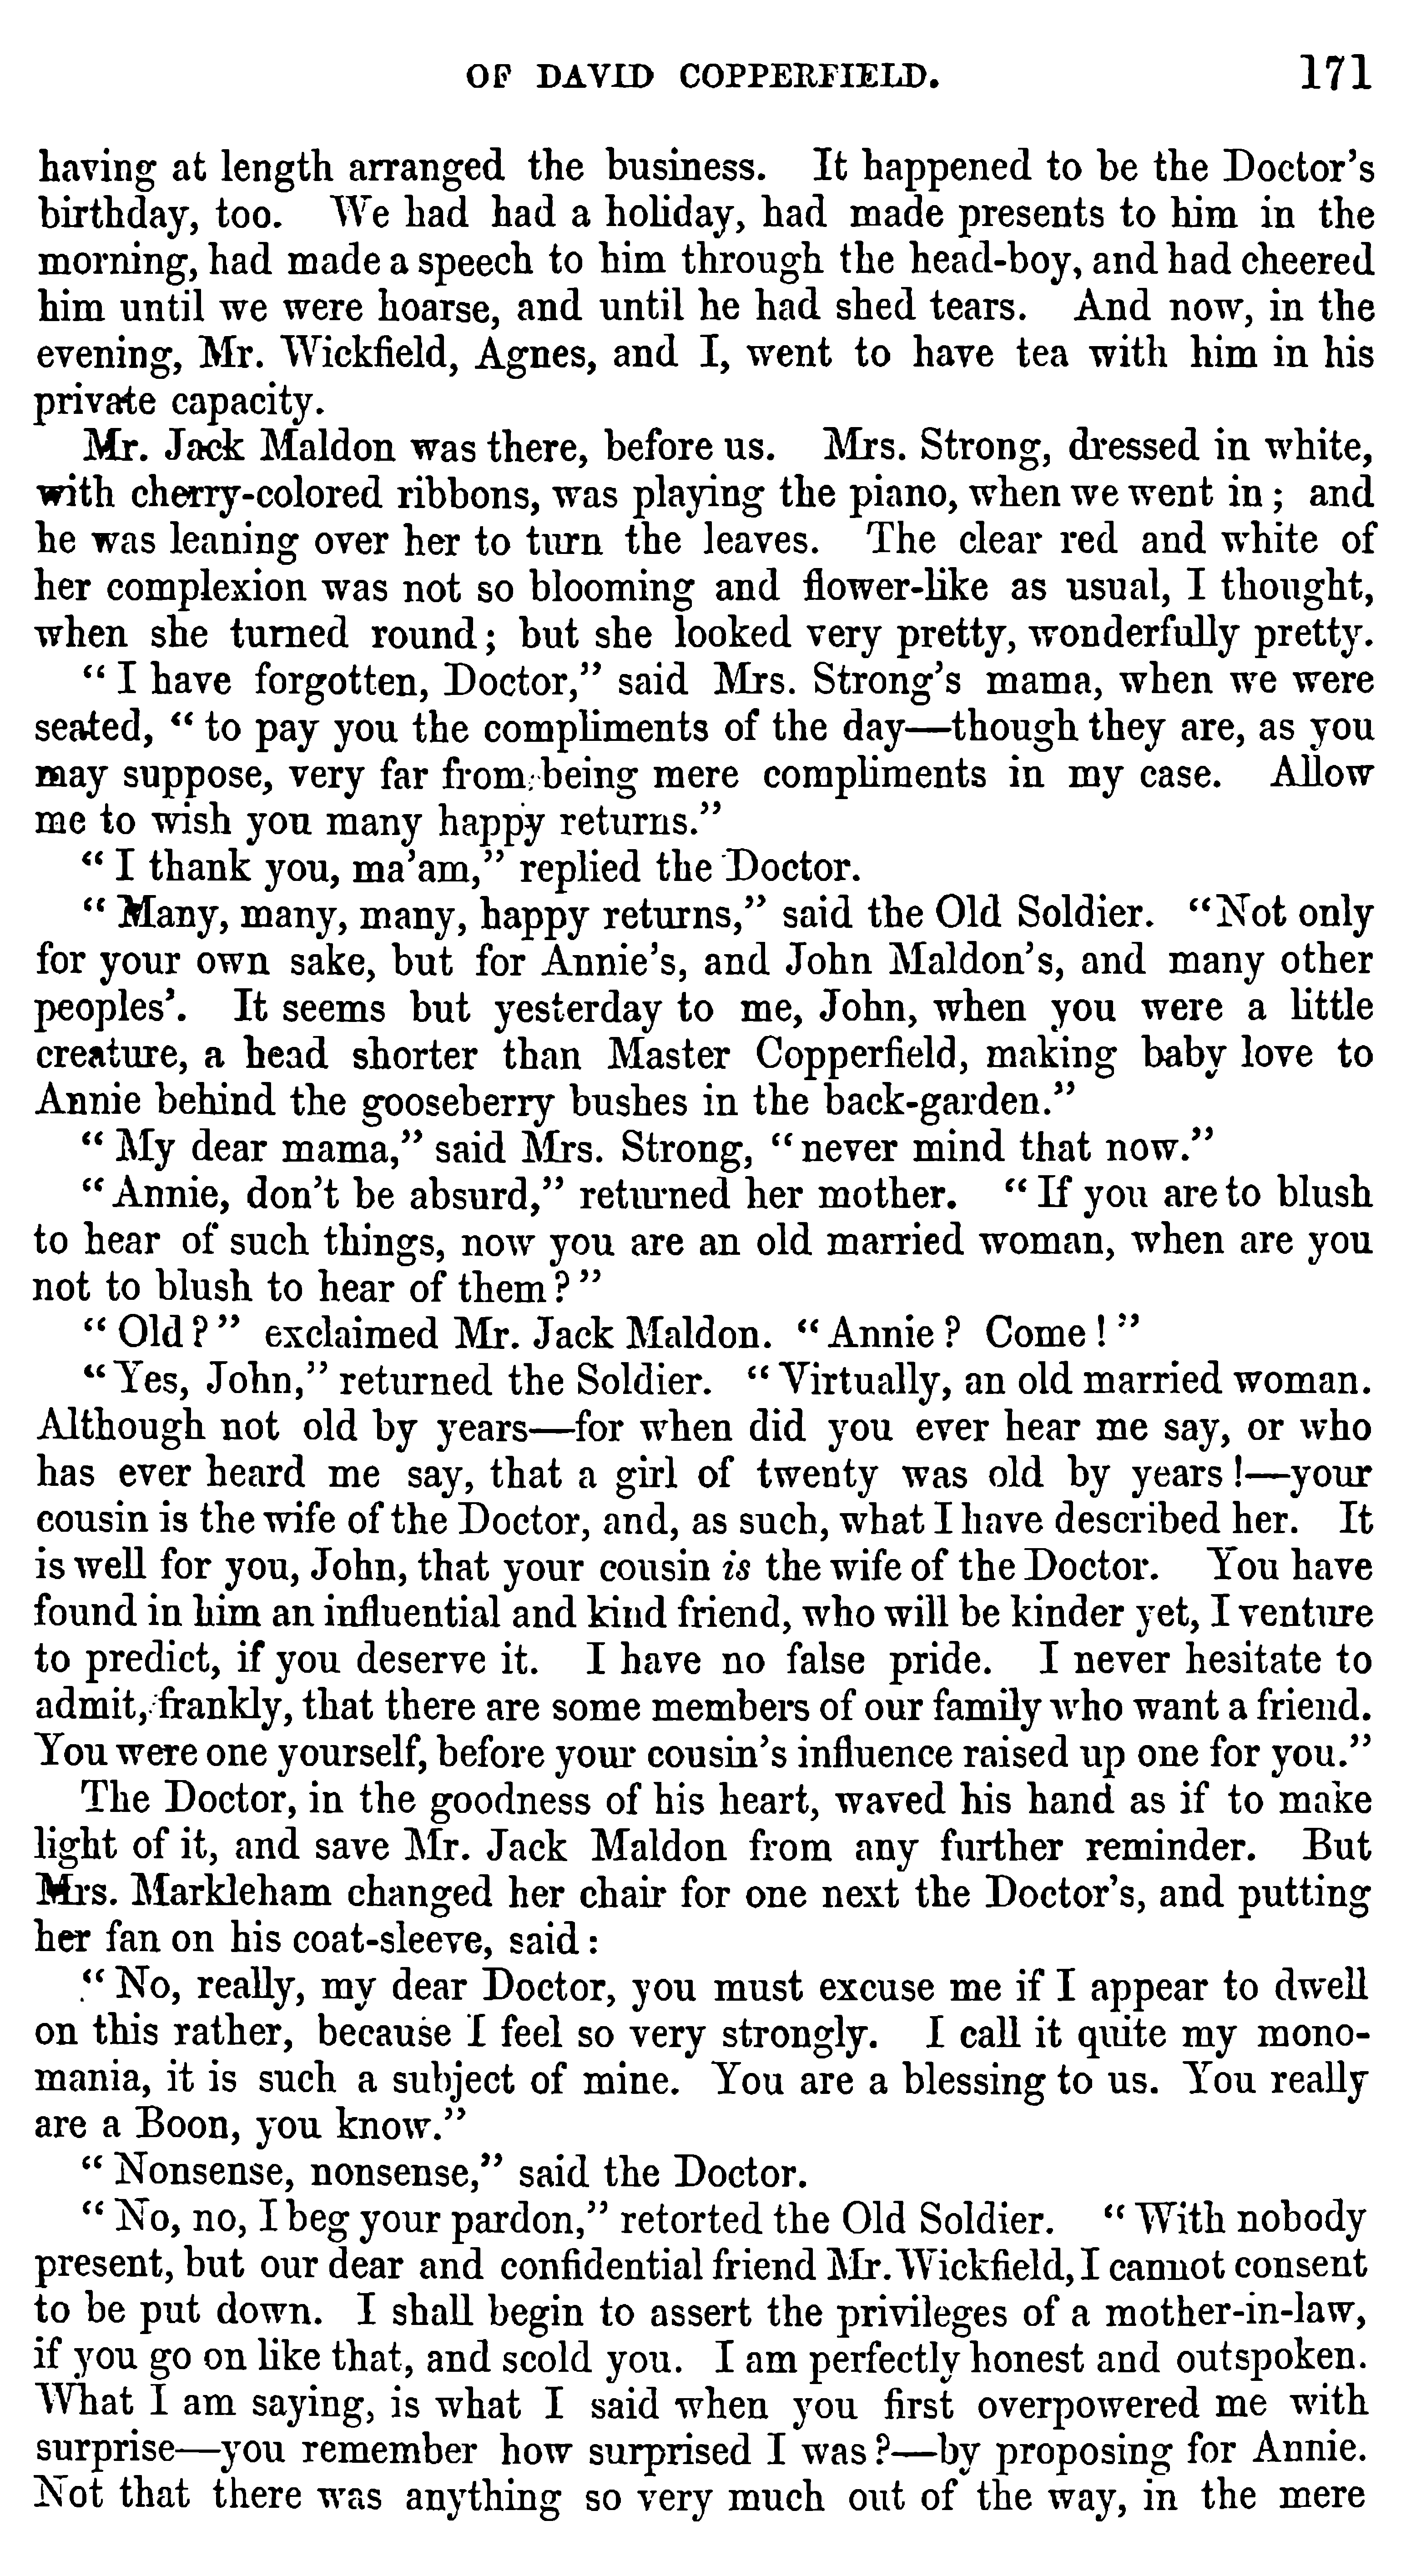 OF DAVID COPPERFIELD. 171
having at length arranged the business. It happened to be the Doctor's
birthday, too. We had had a holiday, had made presents to him in the
morning, had made a speech to him through the head-boy, and had cheered
him until we were hoarse, and until he had shed tears. And now, in the
evening, Mr. Wickfield, Agnes, and I, went to have tea with him in his
private capacity.
Mr. Jack Maldon was there, before us. Mrs. Strong, dressed in white,
with cherry-colored ribbons, was playing the piano, when we went in; and
he was leaning over her to turn the leaves. The clear red and white of
her complexion was not so blooming and flower-like as usual, I thought,
when she turned round; but she looked very pretty, wonderfully pretty.
"I have forgotten, Doctor," said Mrs. Strong's mama, when we were
seated, "to pay you the compliments of the day—though they are, as you
may suppose, very far from being mere compliments in my case. Allow
me to wish you many happy returns."
"I thank you, ma'am," replied the Doctor.
"Many, many, many, happy returns," said the Old Soldier. "Not only
for your own sake, but for Annie's, and John Maldon's, and many other
peoples'. It seems but yesterday to me, John, when you were a little
creature, a head shorter than Master Copperfield, making baby love to
Annie behind the gooseberry bushes in the back-garden."
"My dear mama," said Mrs. Strong, "never mind that now."
"Annie, don't be absurd," returned her mother. "If you are to blush
to hear of such things, now you are an old married woman, when are you
not to blush to hear of them?"
"Old?" exclaimed Mr. Jack Maldon. "Annie? Come!"
"Yes, John," returned the Soldier. "Virtually, an old married woman.
Although not old by years—for when did you ever hear me say, or who
has ever heard me say, that a girl of twenty was old by years!—your
cousin is the wife of the Doctor, and, as such, what I have described her. It
is well for you, John, that your cousin is the wife of the Doctor. You have
found in him an influential and kind friend, who will be kinder yet, I venture
to predict, if you deserve it. I have no false pride. I never hesitate to
admit, frankly, that there are some members of our family who want a friend.
You were one yourself, before your cousin's influence raised up one for you."
The Doctor, in the goodness of his heart, waved his hand as if to make
light of it, and save Mr. Jack Maldon from any further reminder. But
Mrs. Markleham changed her chair for one next the Doctor's, and putting
her fan on his coat-sleeve, said:
"No, really, my dear Doctor, you must excuse me if I appear to dwell
on this rather, because I feel so very strongly. I call it quite my mono-
mania, it is such a subject of mine. You are a blessing to us. You really
are a Boon, you know."
"Nonsense, nonsense," said the Doctor.
"No, no, I beg your pardon," retorted the Old Soldier. "With nobody
present, but our dear and confidential friend Mr. Wickfield, I cannot consent
to be put down. I shall begin to assert the privileges of a mother-in-law,
if you go on like that, and scold you. I am perfectly honest and outspoken.
What I am saying, is what I said when you first overpowered me with
surprise—you remember how surprised I was?—by proposing for Annie.
Not that there was anything so very much out of the way, in the mere